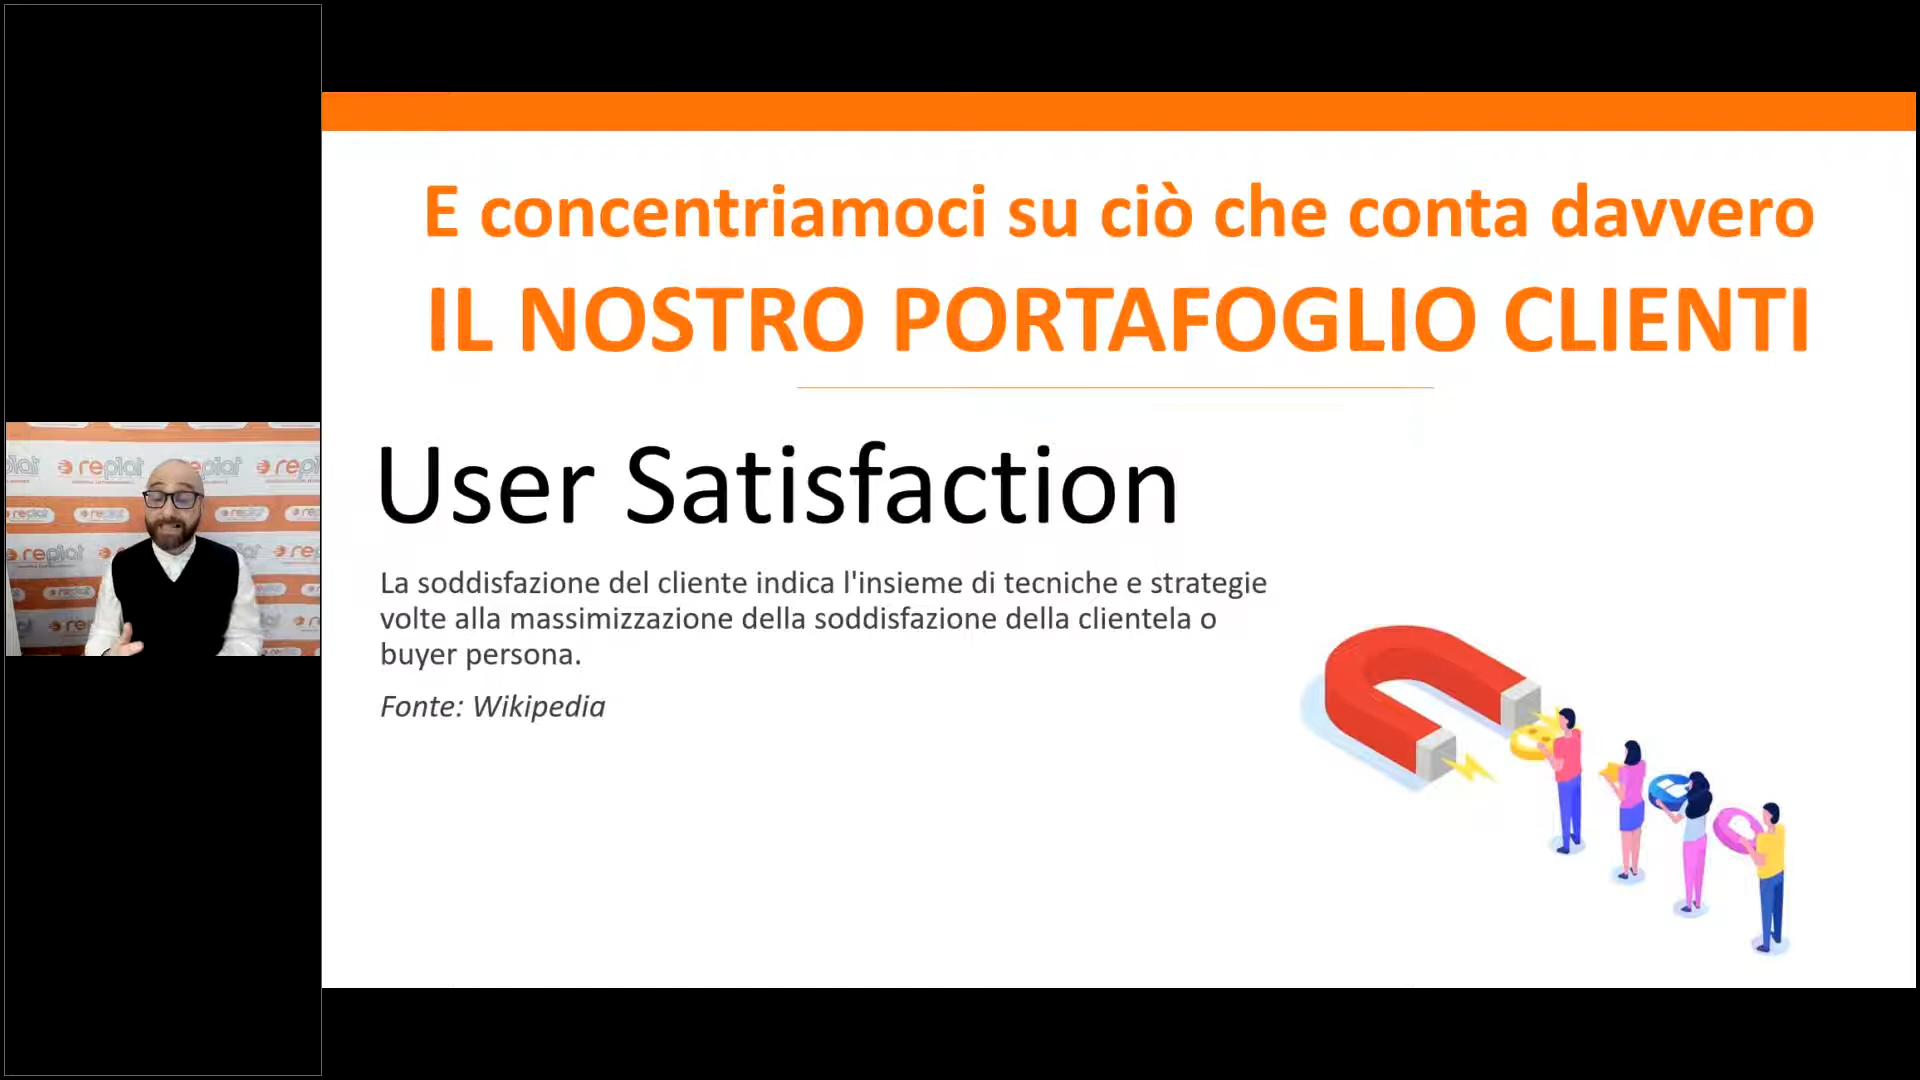 E concentriamoci su ciò che conta davvero
IL NOSTRO PORTAFOGLIO CLIENTI
User Satisfaction
La soddisfazione del cliente indica l'insieme di tecniche e strategie
volte alla massimizzazione della soddisfazione della clientela o
buyer persona.
Fonte: Wikipedia
replat